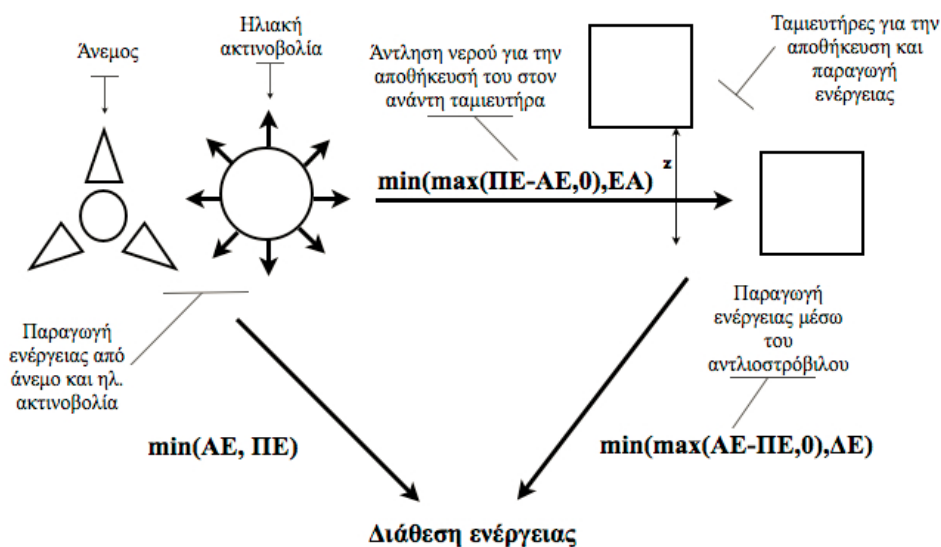 Άνεμος
Ηλιακή
ακτινοβολία
Άντληση νερού για την
αποθήκευσή του στον
ανάντη ταμιευτήρα
Ταμιευτήρες για την
αποθήκευση και
παραγωγή
ενέργειας
min(max(ΠΕ-ΑΕ,0),ΕΑ)
z
Παραγωγή
ενέργειας από
άνεμο και ηλ.
ακτινοβολία
Παραγωγή
ενέργειας μέσω
του
αντλιοστρόβιλου
min(ΑΕ, ΠΕ)
min(max(ΑΕ-ΠΕ,0),ΔΕ)
Διάθεση ενέργειας